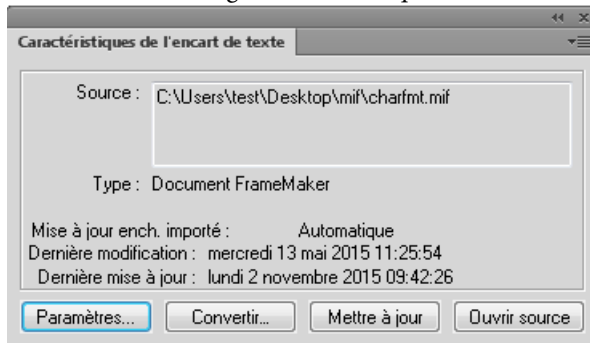 Caractéristiques de l'encart de texte
Source : C:\Users\test\Desktop\mif\charfmt.mif
Type : Document FrameMaker
Mise à jour ench. importé : Automatique
Dernière modification : mercredi 13 mai 2015 11:25:54
Dernière mise à jour : lundi 2 novembre 2015 09:42:26
Paramètres... Convertir... Mettre à jour Ouvrir source